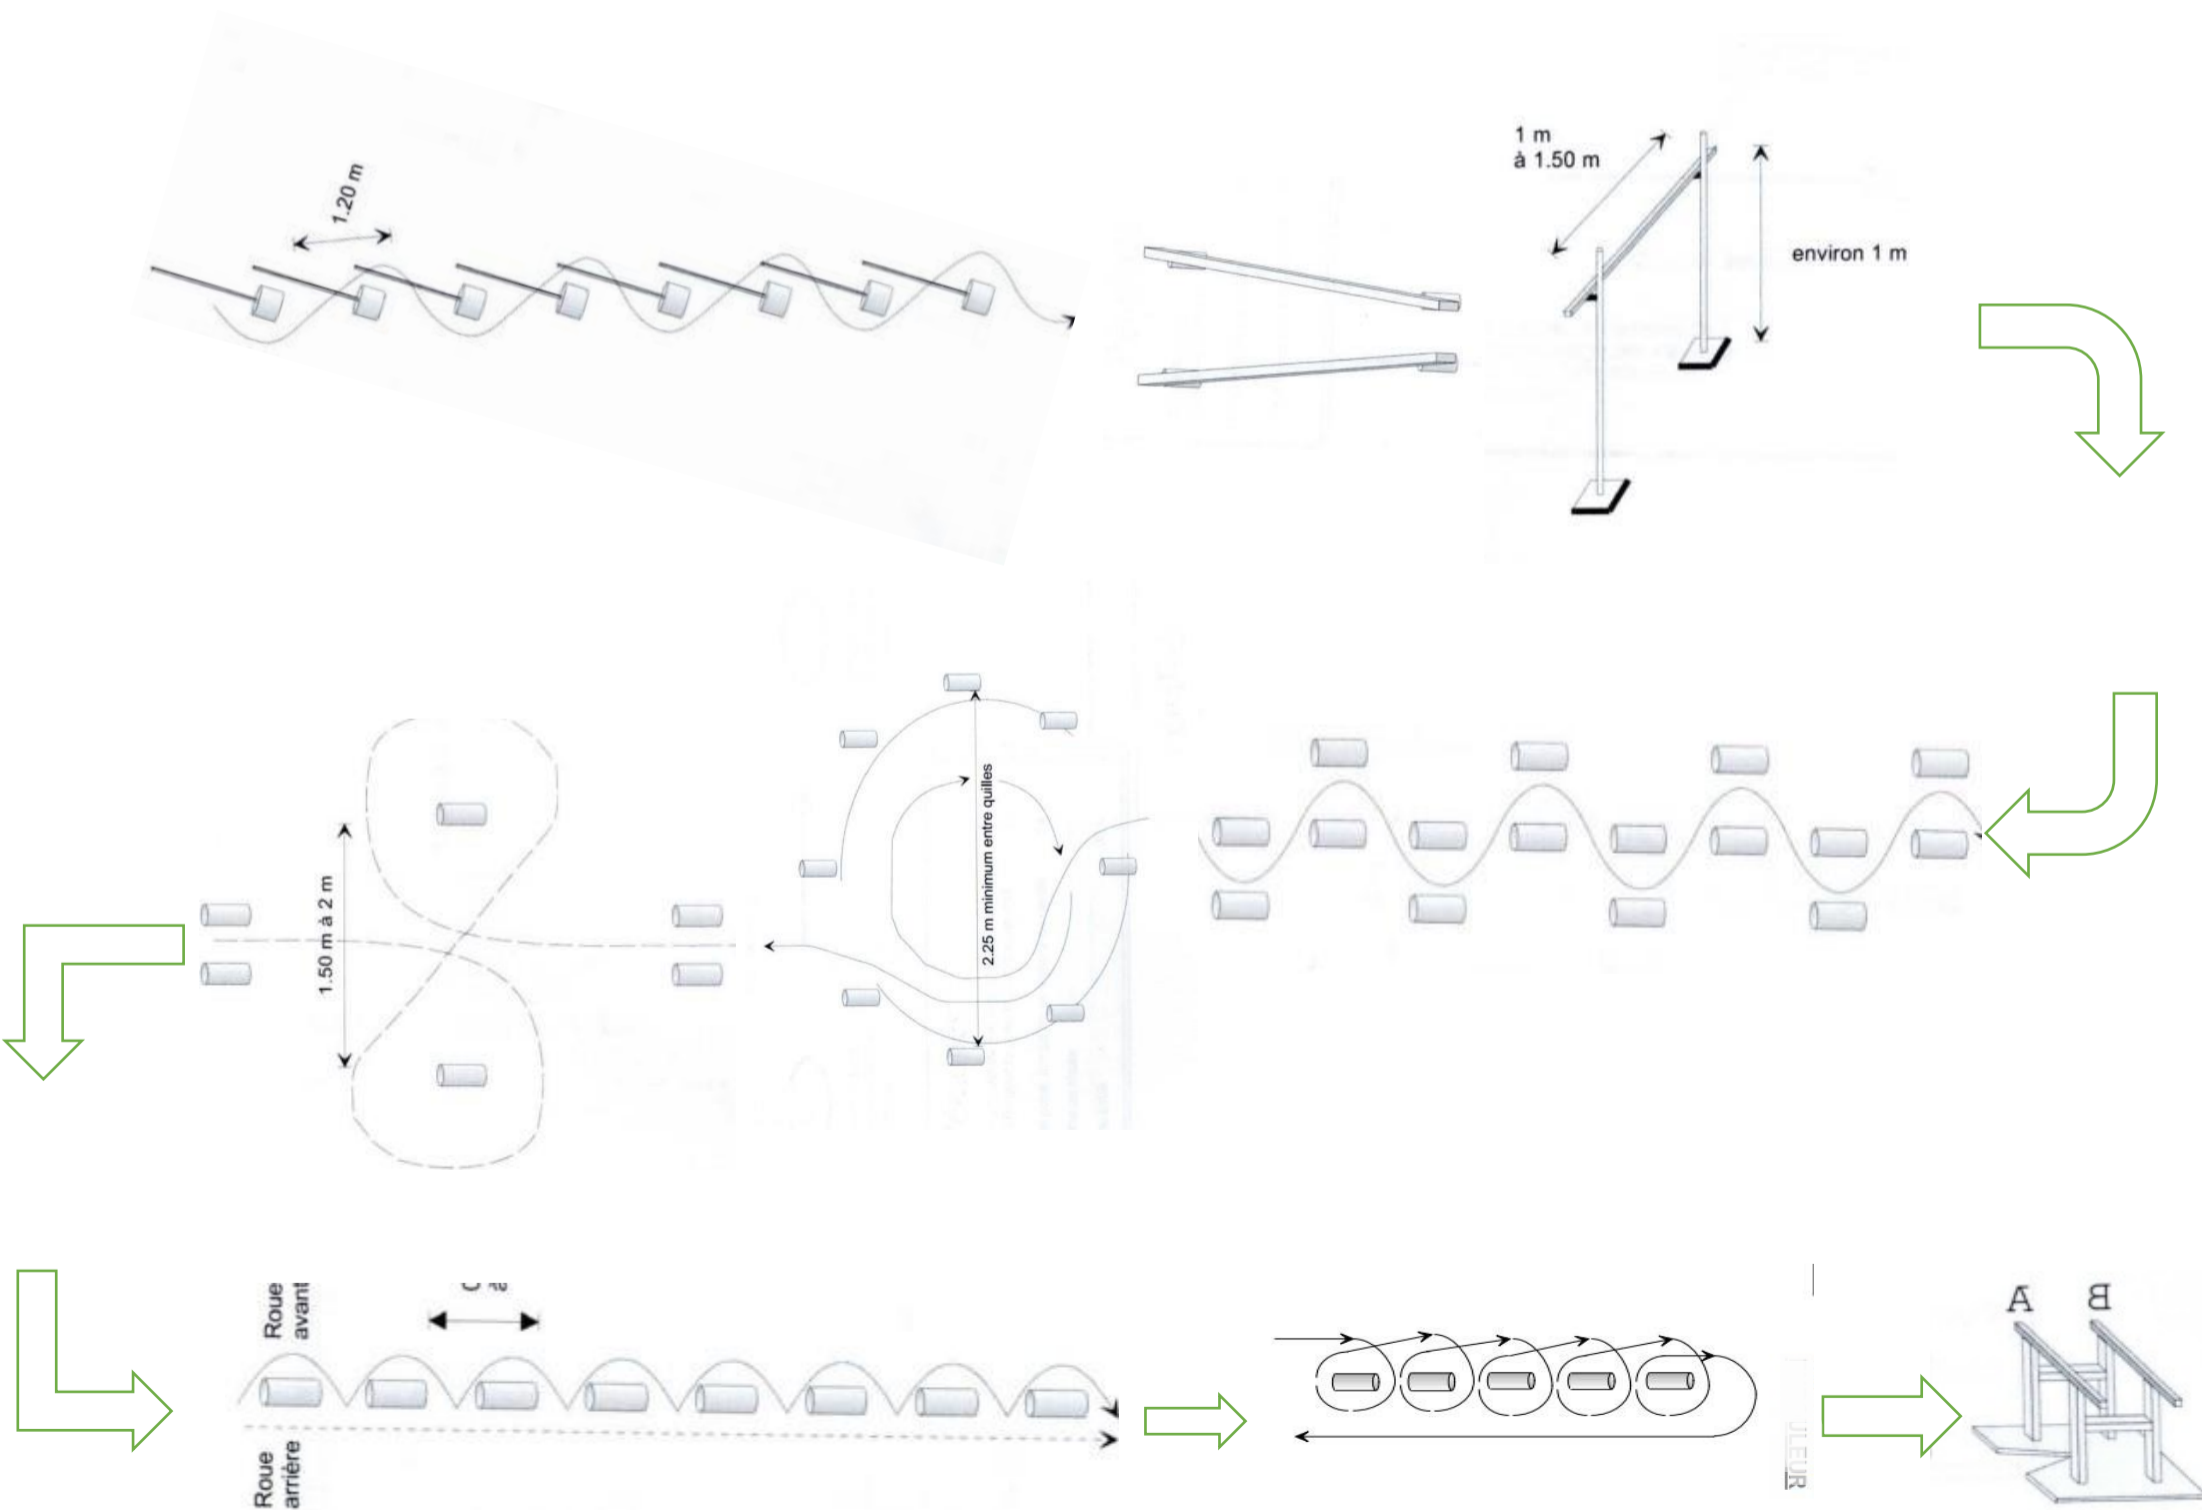 1.20 m
1 m
à 1.50 m
environ 1 m
1.50 m à 2 m
2.25 m minimum entre quilles
Roue
avant
Roue
arrière
A
B